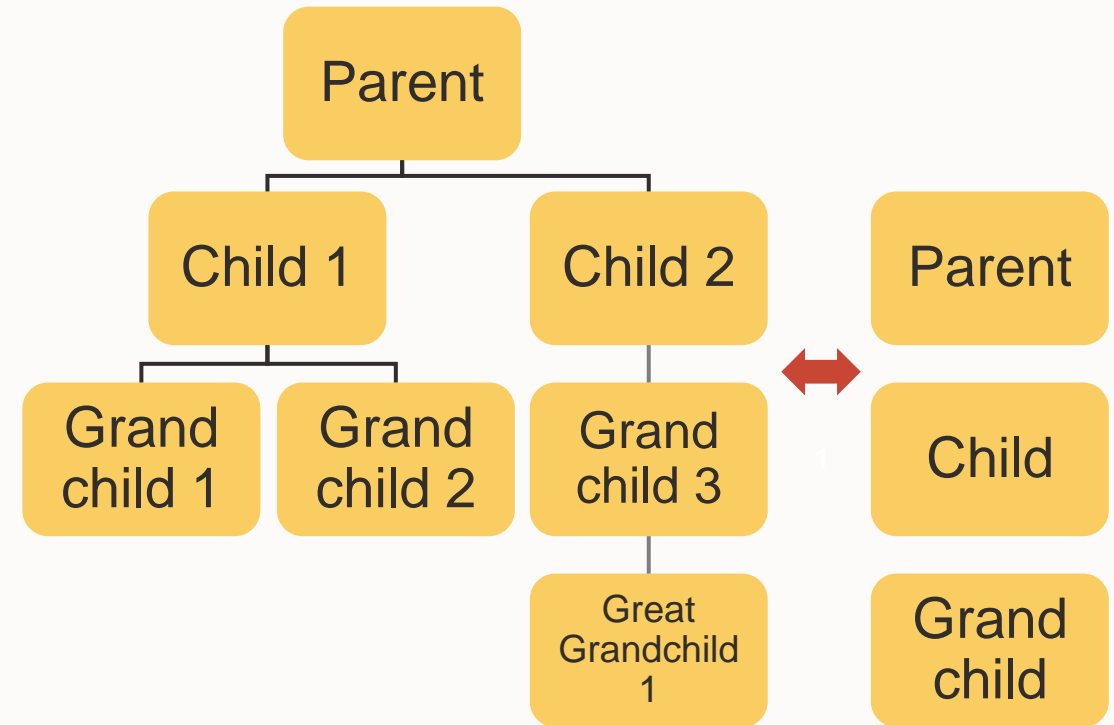 Parent
Child 1
Child 2
Parent
Grand
child 1
Grand
child 2
Grand
child 3
1
Child
Great
Grandchild
1
Grand
child